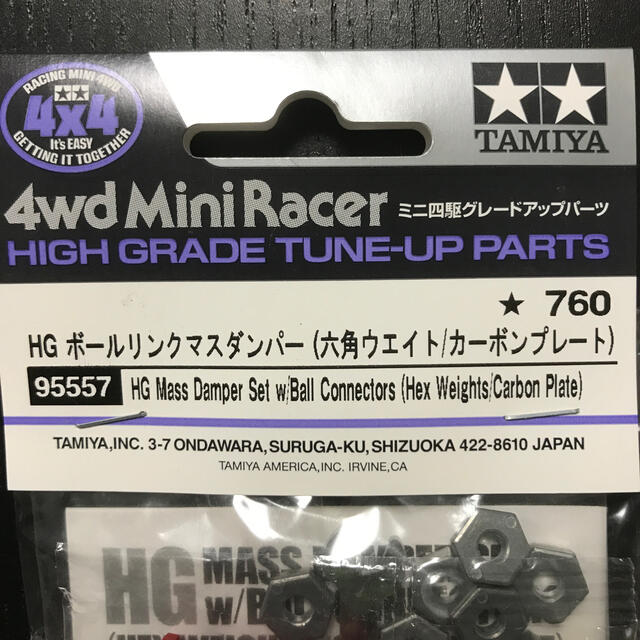 RACING MINI 4WD
4x4
It's EASY
GETTING IT TOGETHER
TAMIYA
4wd Mini Racer ミニ四駆グレードアップパーツ
HIGH GRADE TUNE-UP PARTS
★ 760
HG ボールリンクマスダンパー (六角ウエイト/カーボンプレート)
95557 HG Mass Damper Set w/Ball Connectors (Hex Weights/Carbon Plate)
TAMIYA,INC. 3-7 ONDAWARA,SURUGA-KU,SHIZUOKA 422-8610 JAPAN
TAMIYA AMERICA,INC. IRVINE,CA
HG MASS
w/B